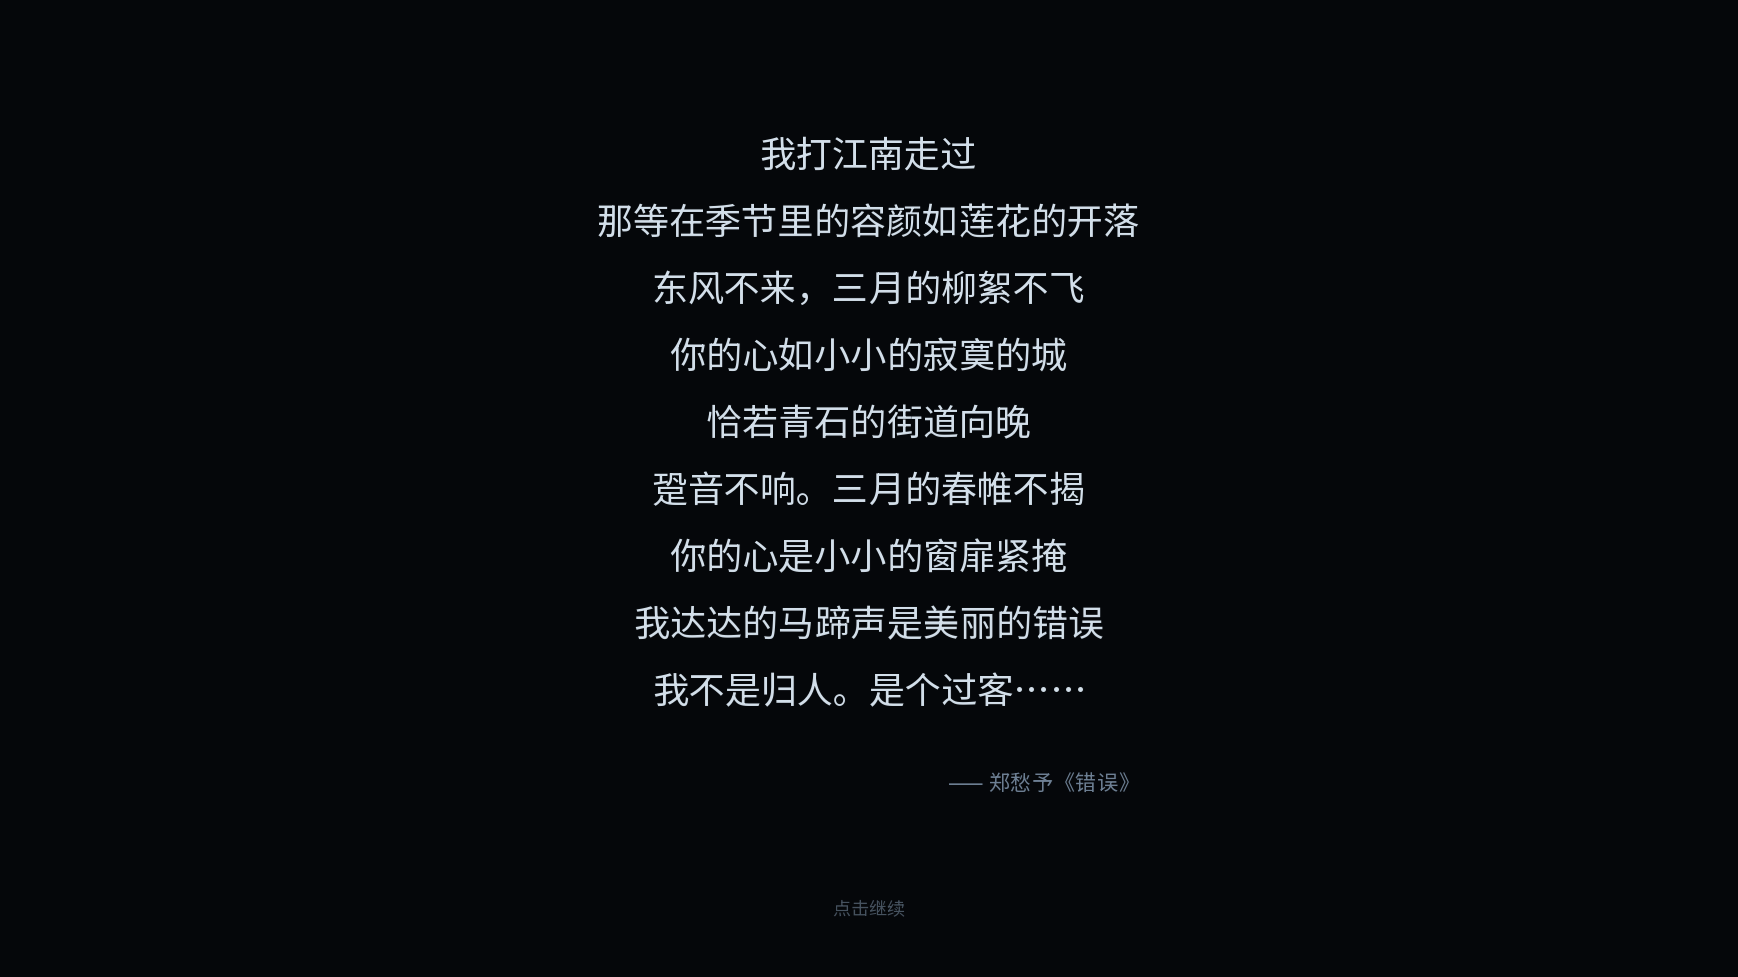 我打江南走过
那等在季节里的容颜如莲花的开落
东风不来，三月的柳絮不飞
你的心如小小的寂寞的城
恰若青石的街道向晚
跫音不响。三月的春帷不揭
你的心是小小的窗扉紧掩
我达达的马蹄声是美丽的错误
我不是归人。是个过客……
—— 郑愁予《错误》
点击继续